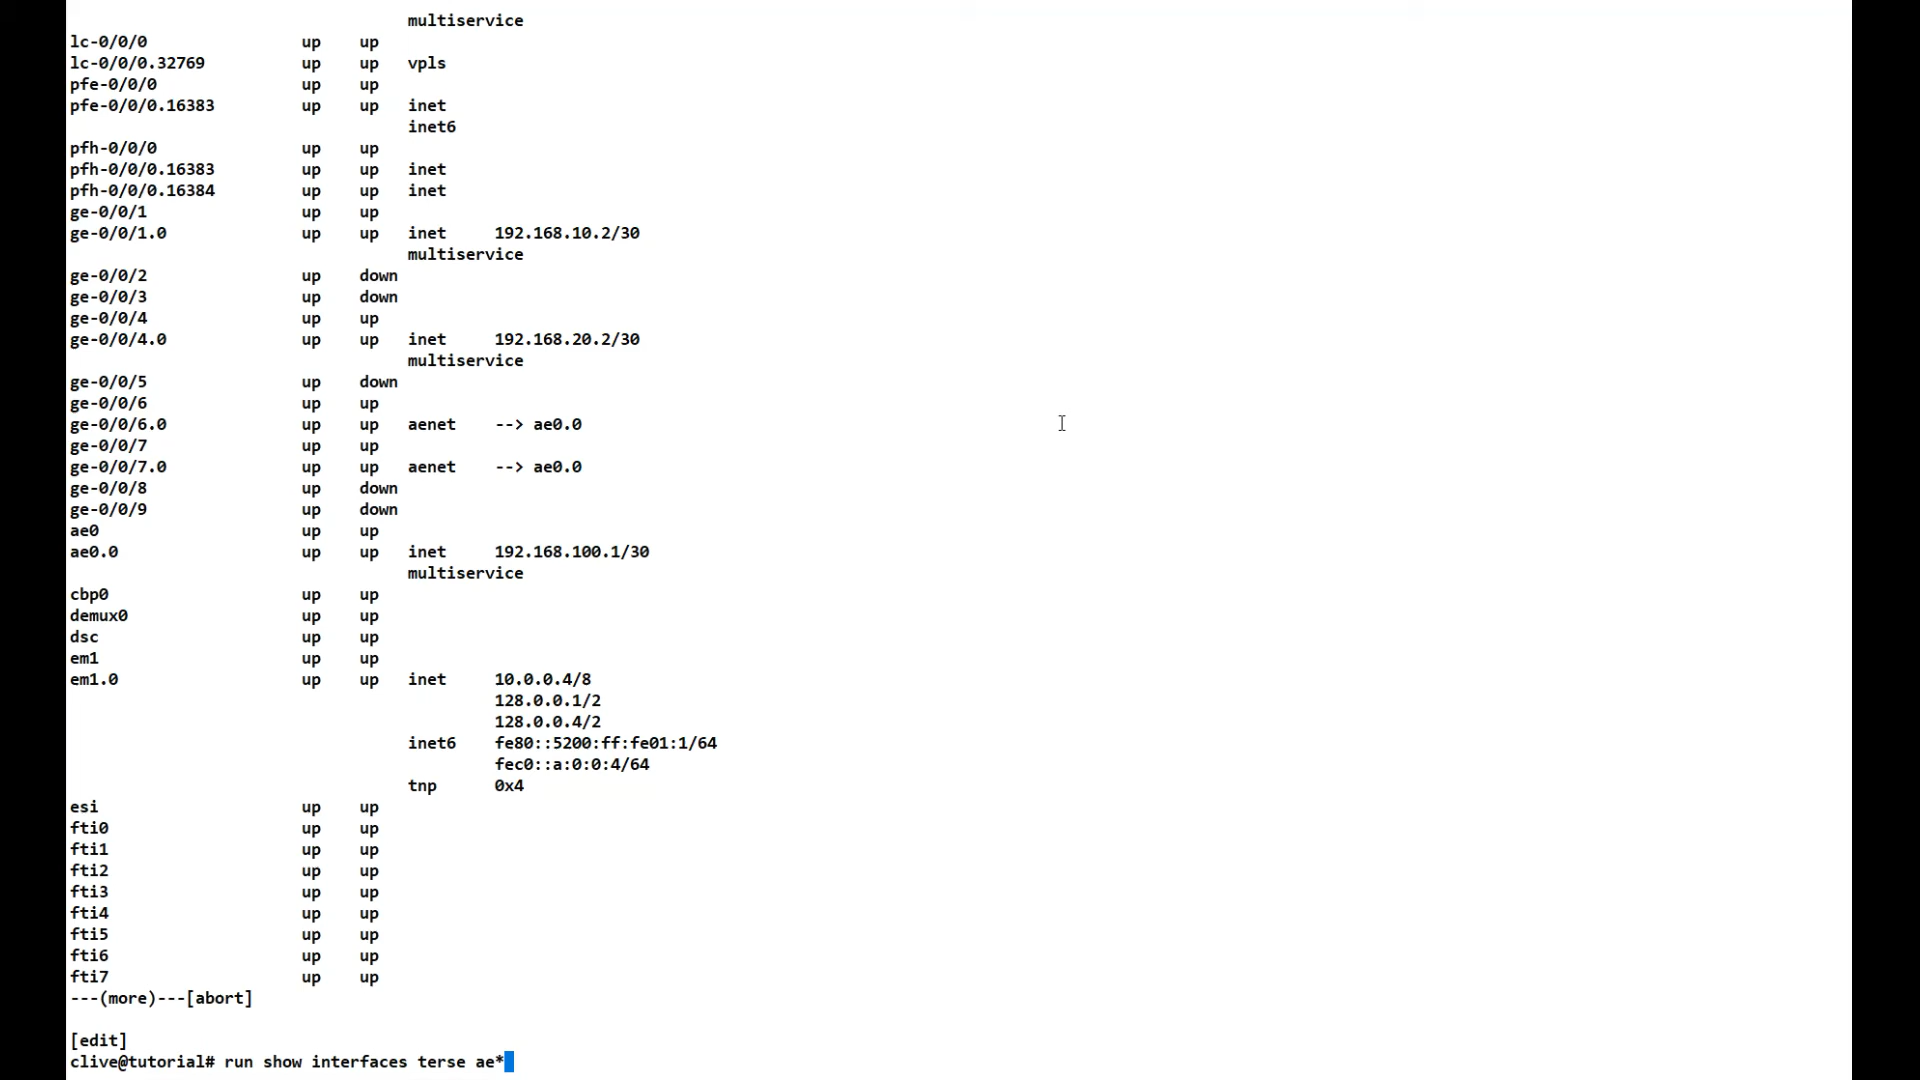 multiservice
lc-0/0/0 up up
lc-0/0/0.32769 up up vpls
pfe-0/0/0 up up
pfe-0/0/0.16383 up up inet
inet6
pfh-0/0/0 up up
pfh-0/0/0.16383 up up inet
pfh-0/0/0.16384 up up inet
ge-0/0/1 up up
ge-0/0/1.0 up up inet 192.168.10.2/30
multiservice
ge-0/0/2 up down
ge-0/0/3 up down
ge-0/0/4 up up
ge-0/0/4.0 up up inet 192.168.20.2/30
multiservice
ge-0/0/5 up down
ge-0/0/6 up up
ge-0/0/6.0 up up aenet --> ae0.0
ge-0/0/7 up up
ge-0/0/7.0 up up aenet --> ae0.0
ge-0/0/8 up down
ge-0/0/9 up down
ae0 up up
ae0.0 up up inet 192.168.100.1/30
multiservice
cbp0 up up
demux0 up up
dsc up up
em1 up up
em1.0 up up inet 10.0.0.4/8
128.0.0.1/2
128.0.0.4/2
inet6 fe80::5200:ff:fe01:1/64
fec0::a:0:0:4/64
tnp 0x4
esi up up
fti0 up up
fti1 up up
fti2 up up
fti3 up up
fti4 up up
fti5 up up
fti6 up up
fti7 up up
---(more)---[abort]
[edit]
clive@tutorial# run show interfaces terse ae*